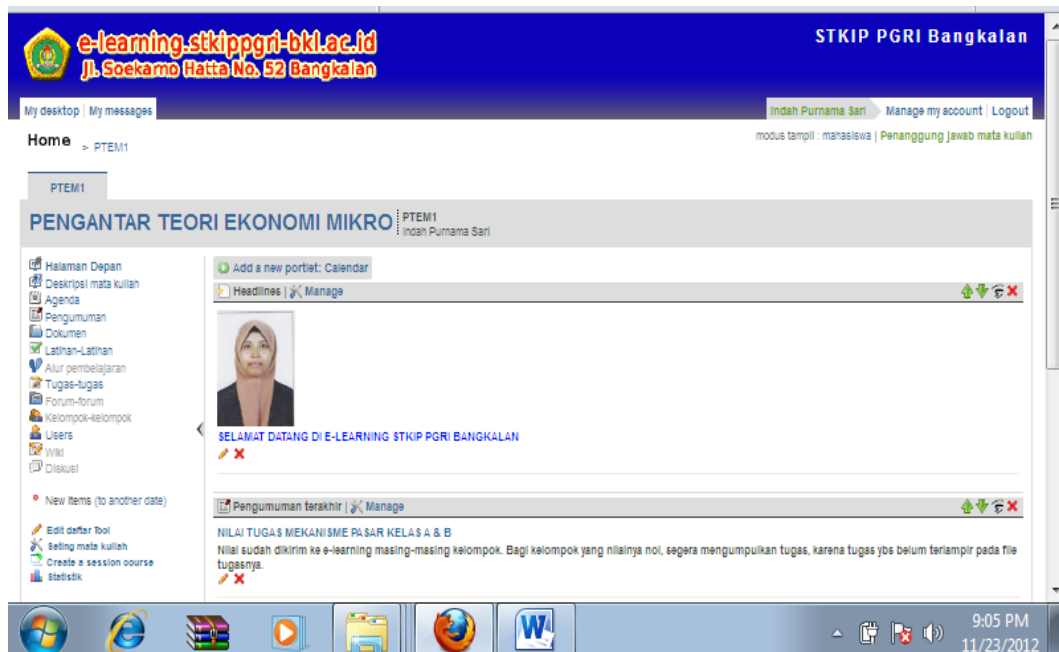 e-learning.stkippgri-bkl.ac.id
Jl. Soekarno Hatta No. 52 Bangkalan
STKIP PGRI Bangkalan
My desktop | My messages
Indah Purnama Sari Manage my account | Logout
Home > PTEM1
modus tampil : mahasiswa | Penanggung jawab mata kuliah
PTEM1
PENGANTAR TEORI EKONOMI MIKRO
PTEM1
Indah Purnama Sari
Halaman Depan
Deskripsi mata kuliah
Agenda
Pengumuman
Dokumen
Latihan-Latihan
Alur pembelajaran
Tugas-tugas
Forum-forum
Kelompok-kelompok
Users
Wiki
Diskusi
New items (to another date)
Edit daftar Tool
Seting mata kuliah
Create a session course
Statistik
Add a new portlet: Calendar
Headlines | Manage
SELAMAT DATANG DI E-LEARNING STKIP PGRI BANGKALAN
Pengumuman terakhir | Manage
NILAI TUGAS MEKANISME PASAR KELAS A & B
Nilai sudah dikirim ke e-learning masing-masing kelompok. Bagi kelompok yang nilainya nol, segera mengumpulkan tugas, karena tugas ybs belum terlampir pada file
tugasnya.
9:05 PM
11/23/2012